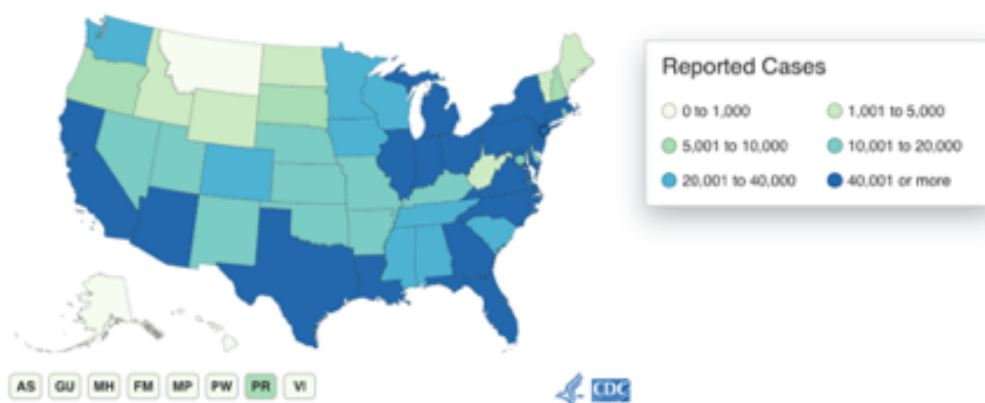 Reported Cases
0 to 1,000
1,001 to 5,000
5,001 to 10,000
10,001 to 20,000
20,001 to 40,000
40,001 or more
AS GU MH FM MP PW PR VI
CDC